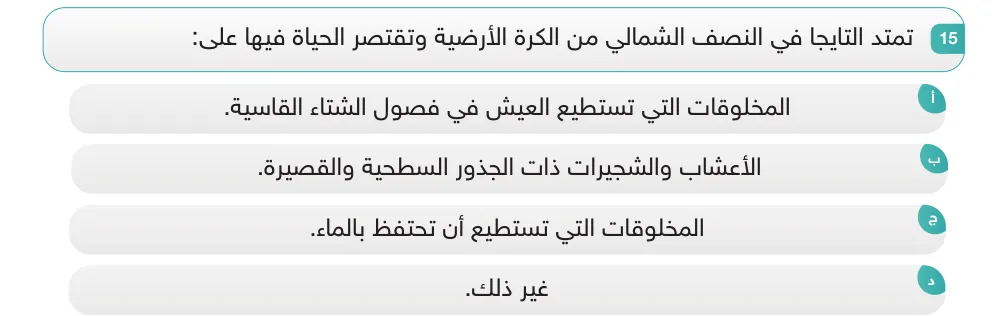 15 تمتد التايجا في النصف الشمالي من الكرة الأرضية وتقتصر الحياة فيها على:
أ المخلوقات التي تستطيع العيش في فصول الشتاء القاسية.
ب الأعشاب والشجيرات ذات الجذور السطحية والقصيرة.
ج المخلوقات التي تستطيع أن تحتفظ بالماء.
د غير ذلك.